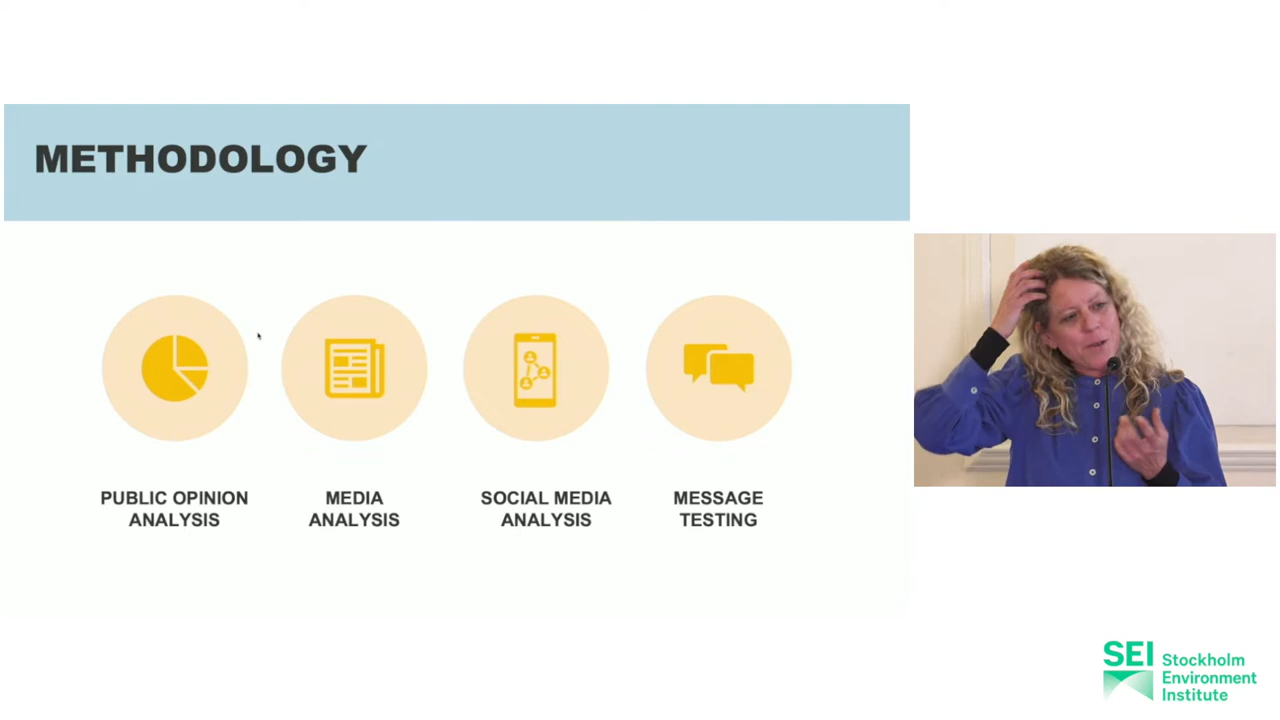 METHODOLOGY
PUBLIC OPINION
ANALYSIS
MEDIA
ANALYSIS
SOCIAL MEDIA
ANALYSIS
MESSAGE
TESTING
SEI Stockholm
Environment
Institute